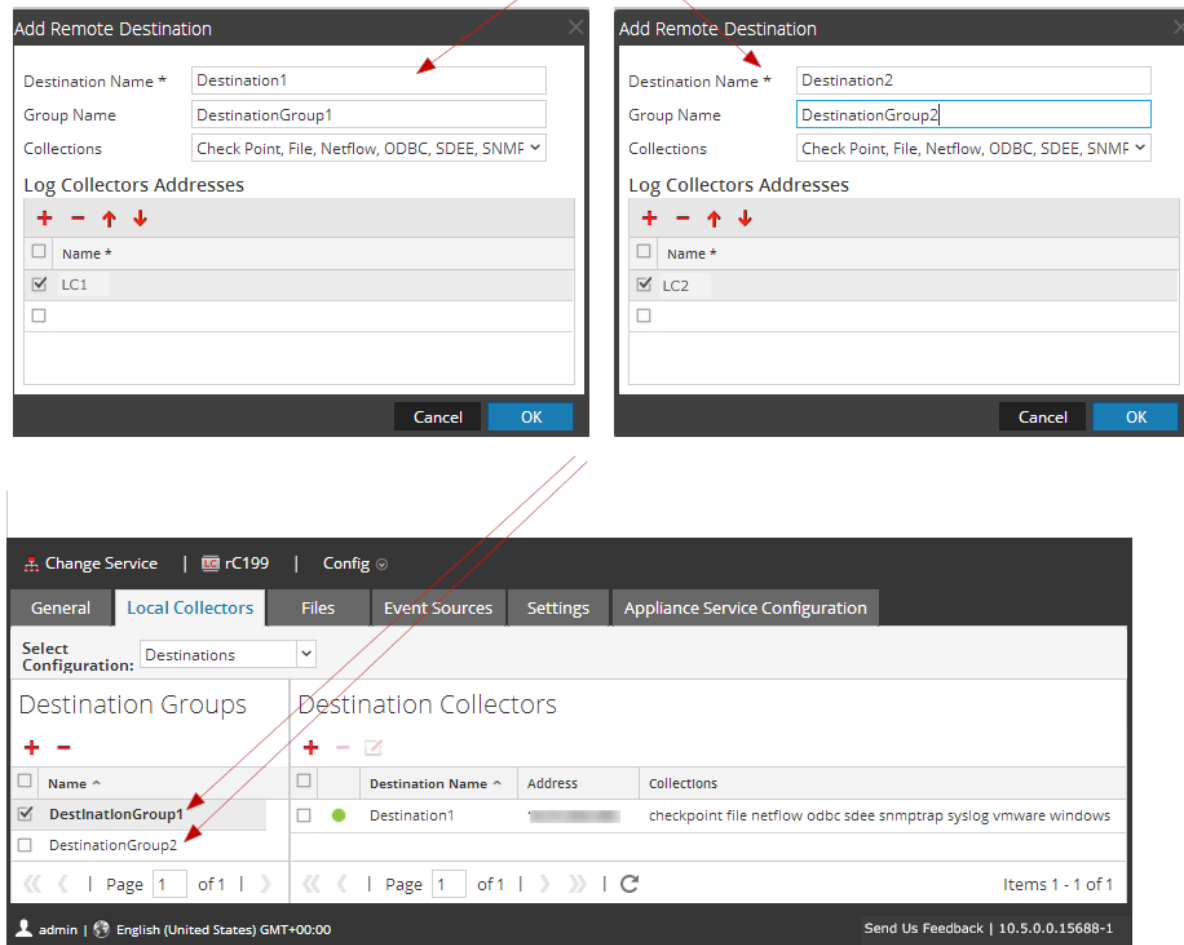 Add Remote Destination
Destination Name * Destination1
Group Name DestinationGroup1
Collections Check Point, File, Netflow, ODBC, SDEE, SNMP
Log Collectors Addresses
Name *
LC1
Cancel OK
Add Remote Destination
Destination Name * Destination2
Group Name DestinationGroup2
Collections Check Point, File, Netflow, ODBC, SDEE, SNMP
Log Collectors Addresses
Name *
LC2
Cancel OK
Change Service | LC rC199 | Config
General Local Collectors Files Event Sources Settings Appliance Service Configuration
Select
Configuration: Destinations
Destination Groups
Name
DestinationGroup1
DestinationGroup2
Page 1 of 1
Destination Collectors
Destination Name Address Collections
Destination1 checkpoint file netflow odbc sdee snmptrap syslog vmware windows
Page 1 of 1 Items 1 - 1 of 1
admin | English (United States) GMT+00:00 Send Us Feedback | 10.5.0.0.15688-1